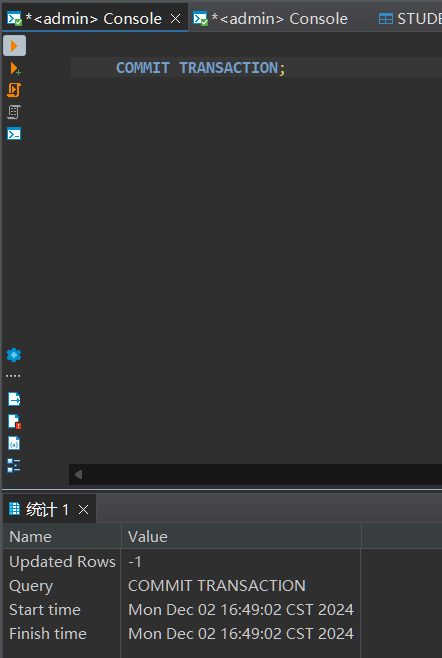 *<admin> Console *<admin> Console STUDE
COMMIT TRANSACTION;
统计 1
Name Value
Updated Rows -1
Query COMMIT TRANSACTION
Start time Mon Dec 02 16:49:02 CST 2024
Finish time Mon Dec 02 16:49:02 CST 2024